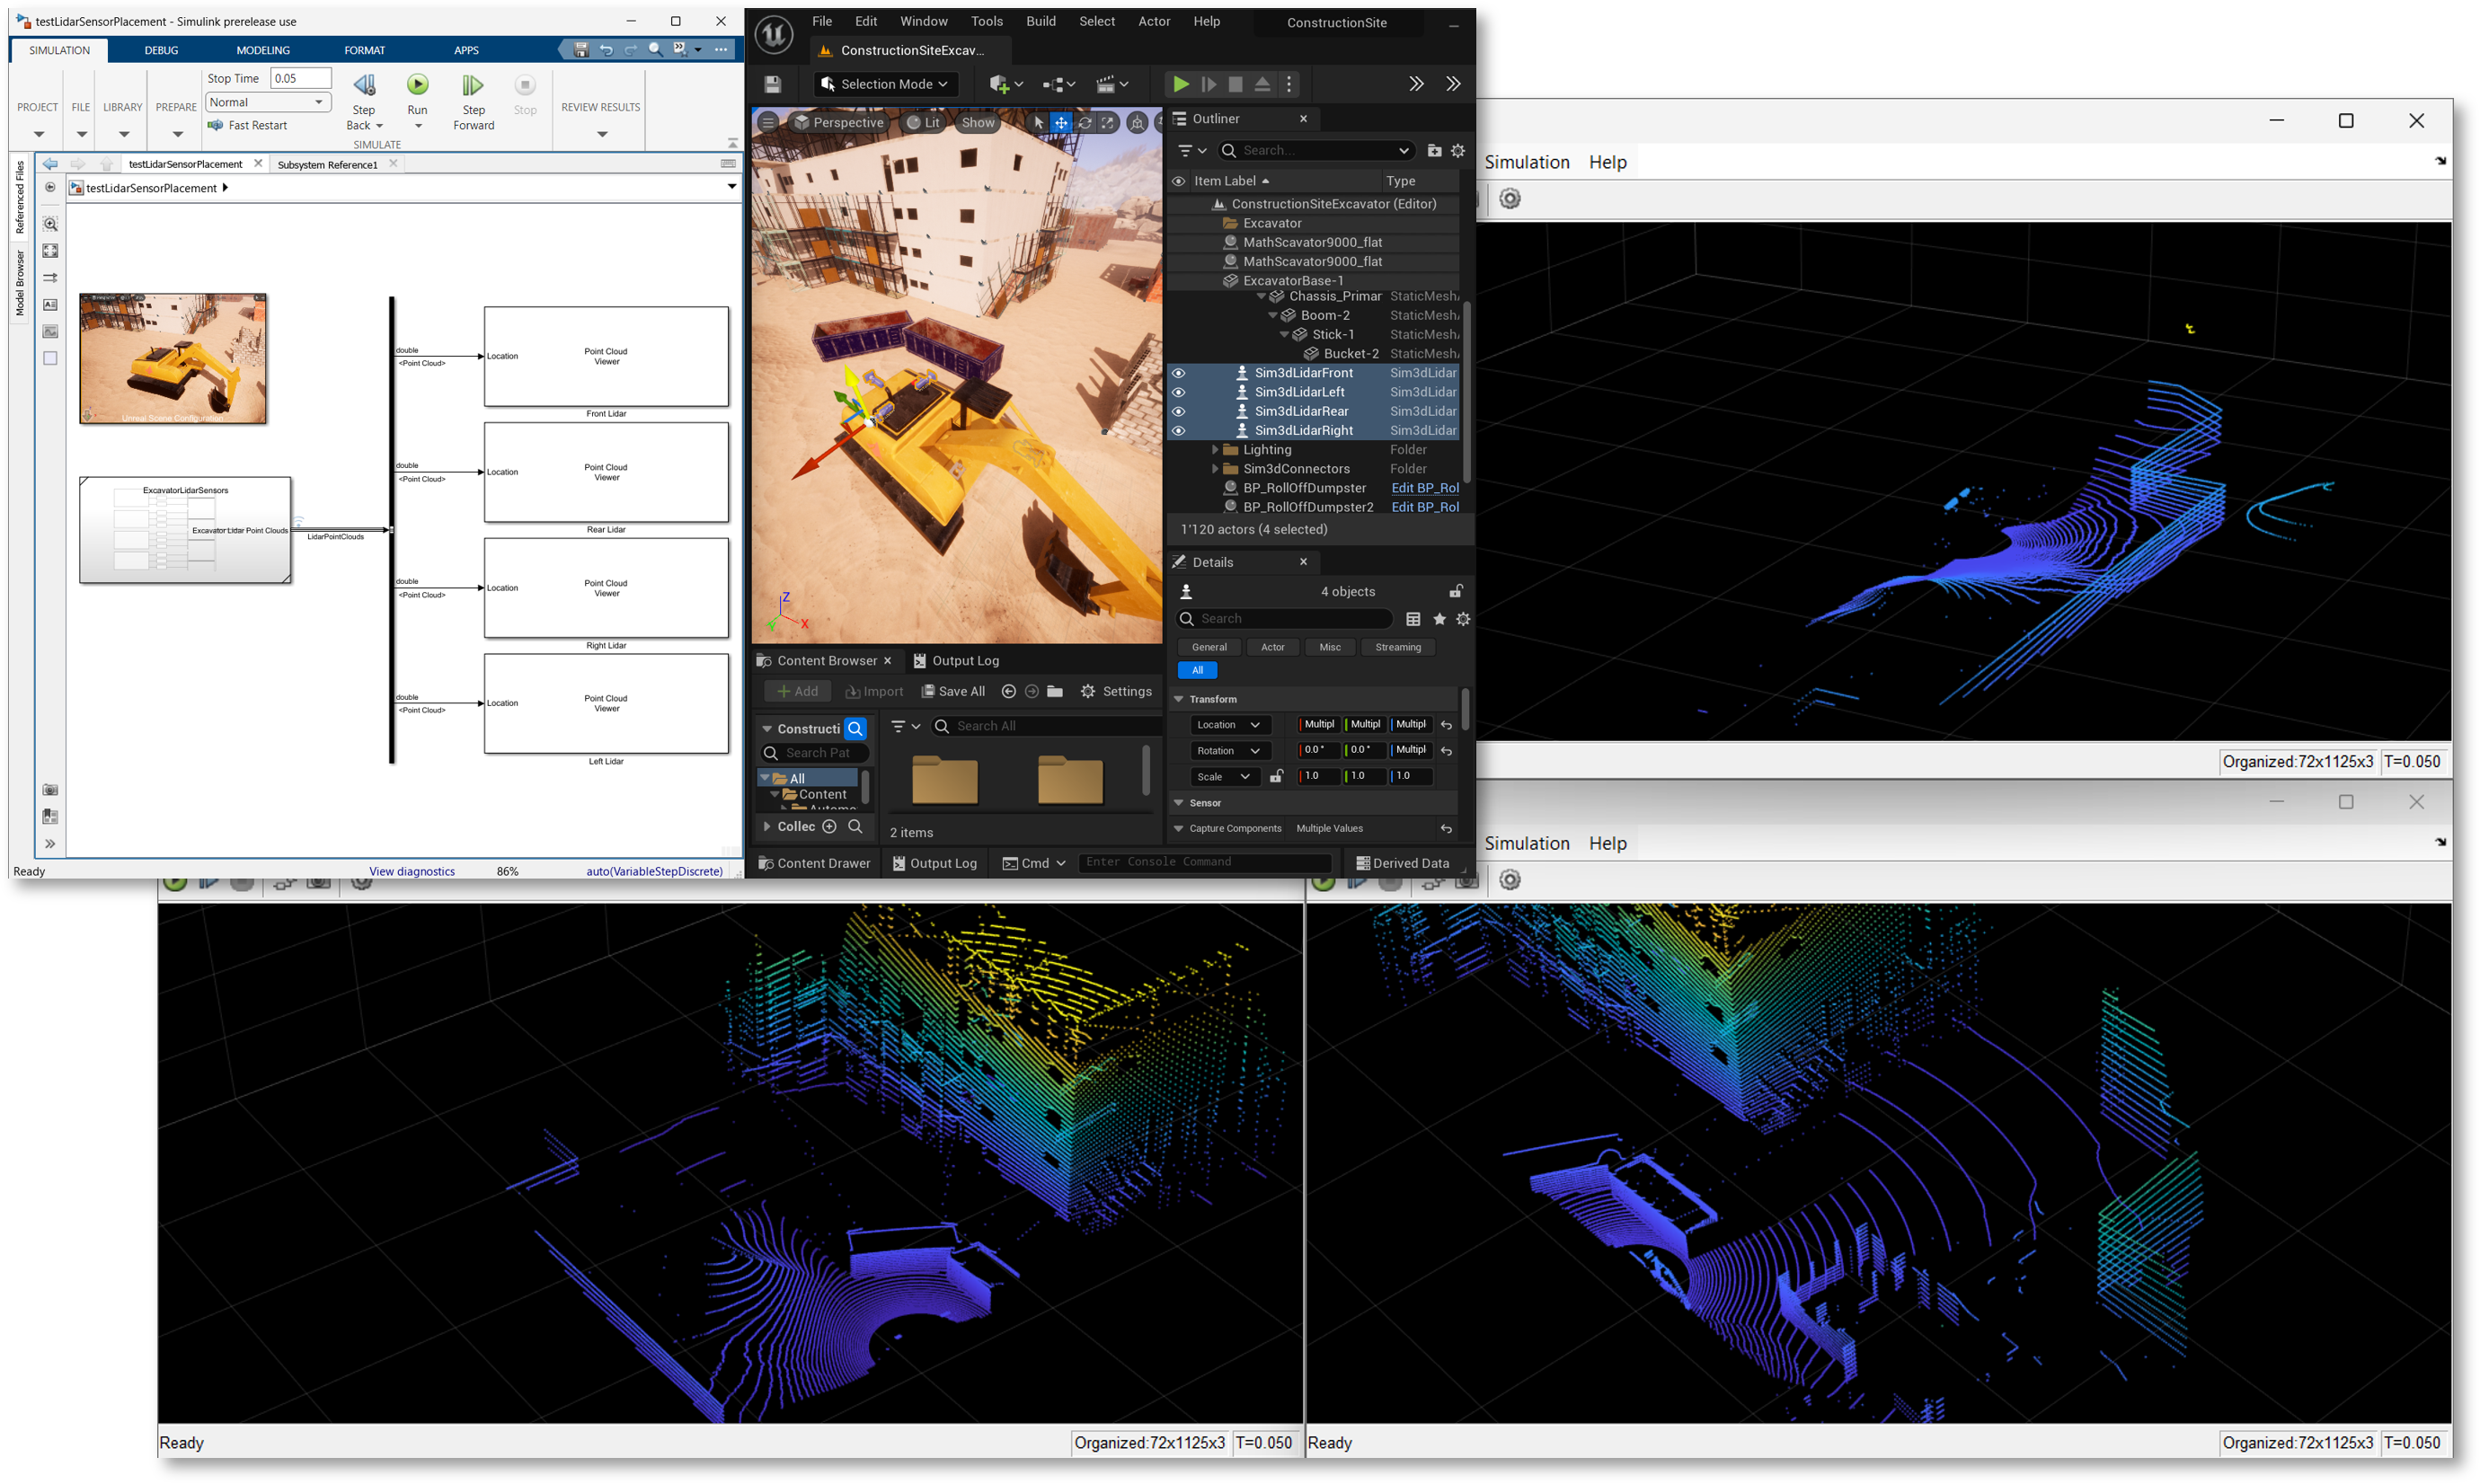 testLidarSensorPlacement - Simulink prerelease use
SIMULATION DEBUG MODELING FORMAT APPS
PROJECT FILE LIBRARY PREPARE
Stop Time 0.05
Normal
Fast Restart
Step Back
Run
Step Forward
Stop
REVIEW RESULTS
SIMULATE
testLidarSensorPlacement Subsystem Reference1
testLidarSensorPlacement
Referenced Files
Model Browser
Unreal Scene Configuration
ExcavatorLidarSensors
Excavator Lidar Point Clouds
LidarPointClouds
double
<Point Cloud>
Location
Point Cloud
Viewer
Front Lidar
double
<Point Cloud>
Location
Point Cloud
Viewer
Rear Lidar
double
<Point Cloud>
Location
Point Cloud
Viewer
Right Lidar
double
<Point Cloud>
Location
Point Cloud
Viewer
Left Lidar
Ready View diagnostics 86% auto(VariableStepDiscrete)
File Edit Window Tools Build Select Actor Help ConstructionSite
ConstructionSiteExcav...
Selection Mode
Perspective Lit Show
Z
X
Outliner
Search...
Item Label Type
ConstructionSiteExcavator (Editor)
Excavator
MathScavator9000_flat
MathScavator9000_flat
ExcavatorBase-1
Chassis_Primar StaticMesh
Boom-2 StaticMesh
Stick-1 StaticMesh
Bucket-2 StaticMesh
Sim3dLidarFront Sim3dLidar
Sim3dLidarLeft Sim3dLidar
Sim3dLidarRear Sim3dLidar
Sim3dLidarRight Sim3dLidar
Lighting Folder
Sim3dConnectors Folder
BP_RollOffDumpster Edit BP_Rol
BP_RollOffDumpster2 Edit BP_Rol
1'120 actors (4 selected)
Details
4 objects
Search
General Actor Misc Streaming
All
Transform
Location Multipl Multipl Multipl
Rotation 0.0° 0.0° Multipl
Scale 1.0 1.0 1.0
Sensor
Capture Components Multiple Values
Content Browser Output Log
Add Import Save All Settings
Constructi
Search Pat
All
Content
Collec
Search All
2 items
Content Drawer Output Log Cmd Enter Console Command Derived Data
Simulation Help
Organized:72x1125x3 T=0.050
Simulation Help
Ready Organized:72x1125x3 T=0.050
Ready Organized:72x1125x3 T=0.050